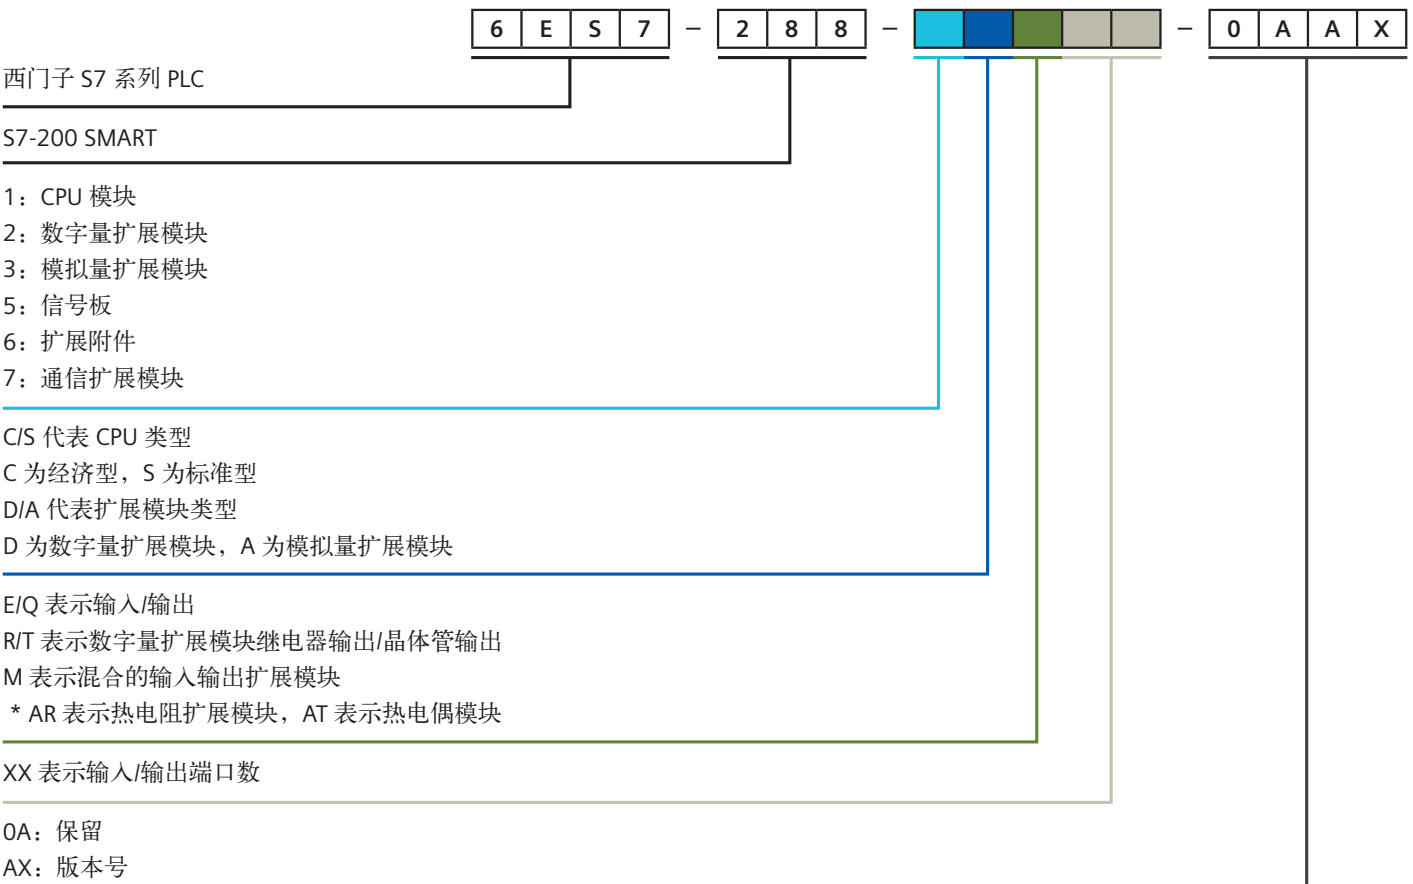 6ES7 – 288 – – 0AAX
西门子 S7 系列 PLC
S7-200 SMART
1：CPU 模块
2：数字量扩展模块
3：模拟量扩展模块
5：信号板
6：扩展附件
7：通信扩展模块
C/S 代表 CPU 类型
C 为经济型，S 为标准型
D/A 代表扩展模块类型
D 为数字量扩展模块，A 为模拟量扩展模块
E/Q 表示输入/输出
R/T 表示数字量扩展模块继电器输出/晶体管输出
M 表示混合的输入输出扩展模块
* AR 表示热电阻扩展模块，AT 表示热电偶模块
XX 表示输入/输出端口数
0A：保留
AX：版本号